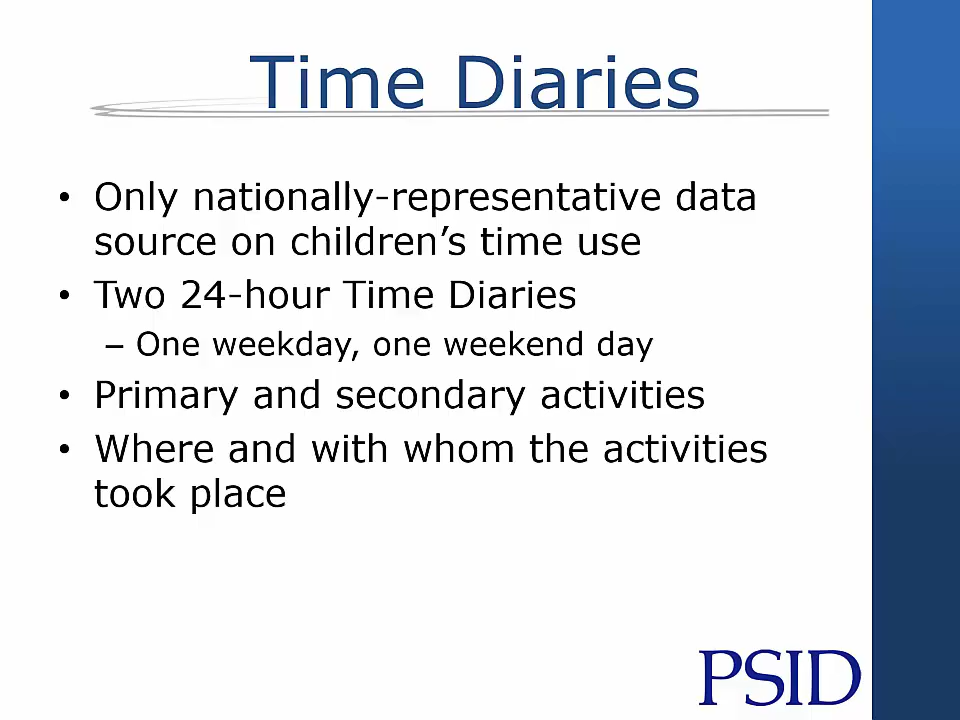 Time Diaries
• Only nationally-representative data
source on children’s time use
• Two 24-hour Time Diaries
– One weekday, one weekend day
• Primary and secondary activities
• Where and with whom the activities
took place
PSID